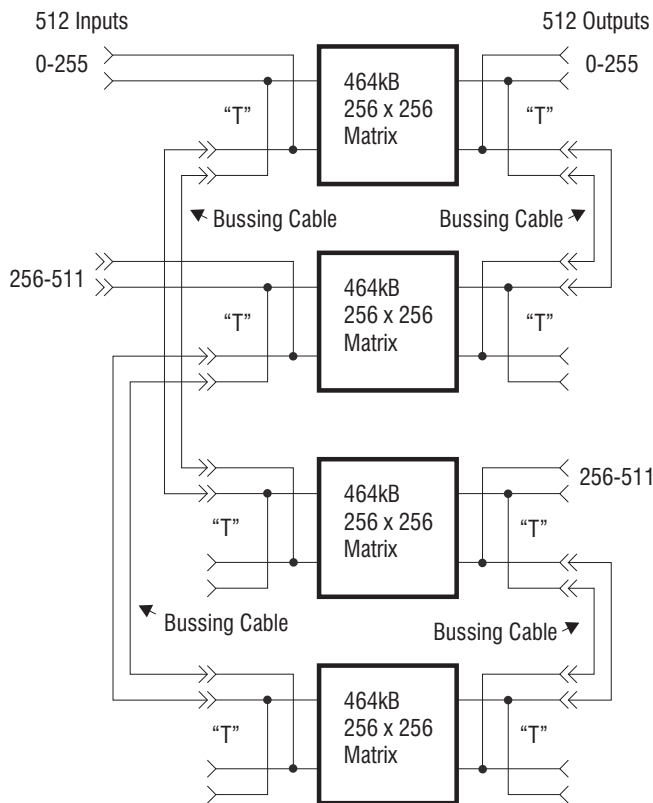 512 Inputs
512 Outputs
0-255
0-255
464kB
256 x 256
Matrix
“T”
“T”
Bussing Cable
Bussing Cable
256-511
464kB
256 x 256
Matrix
“T”
“T”
464kB
256 x 256
Matrix
256-511
“T”
“T”
Bussing Cable
Bussing Cable
464kB
256 x 256
Matrix
“T”
“T”